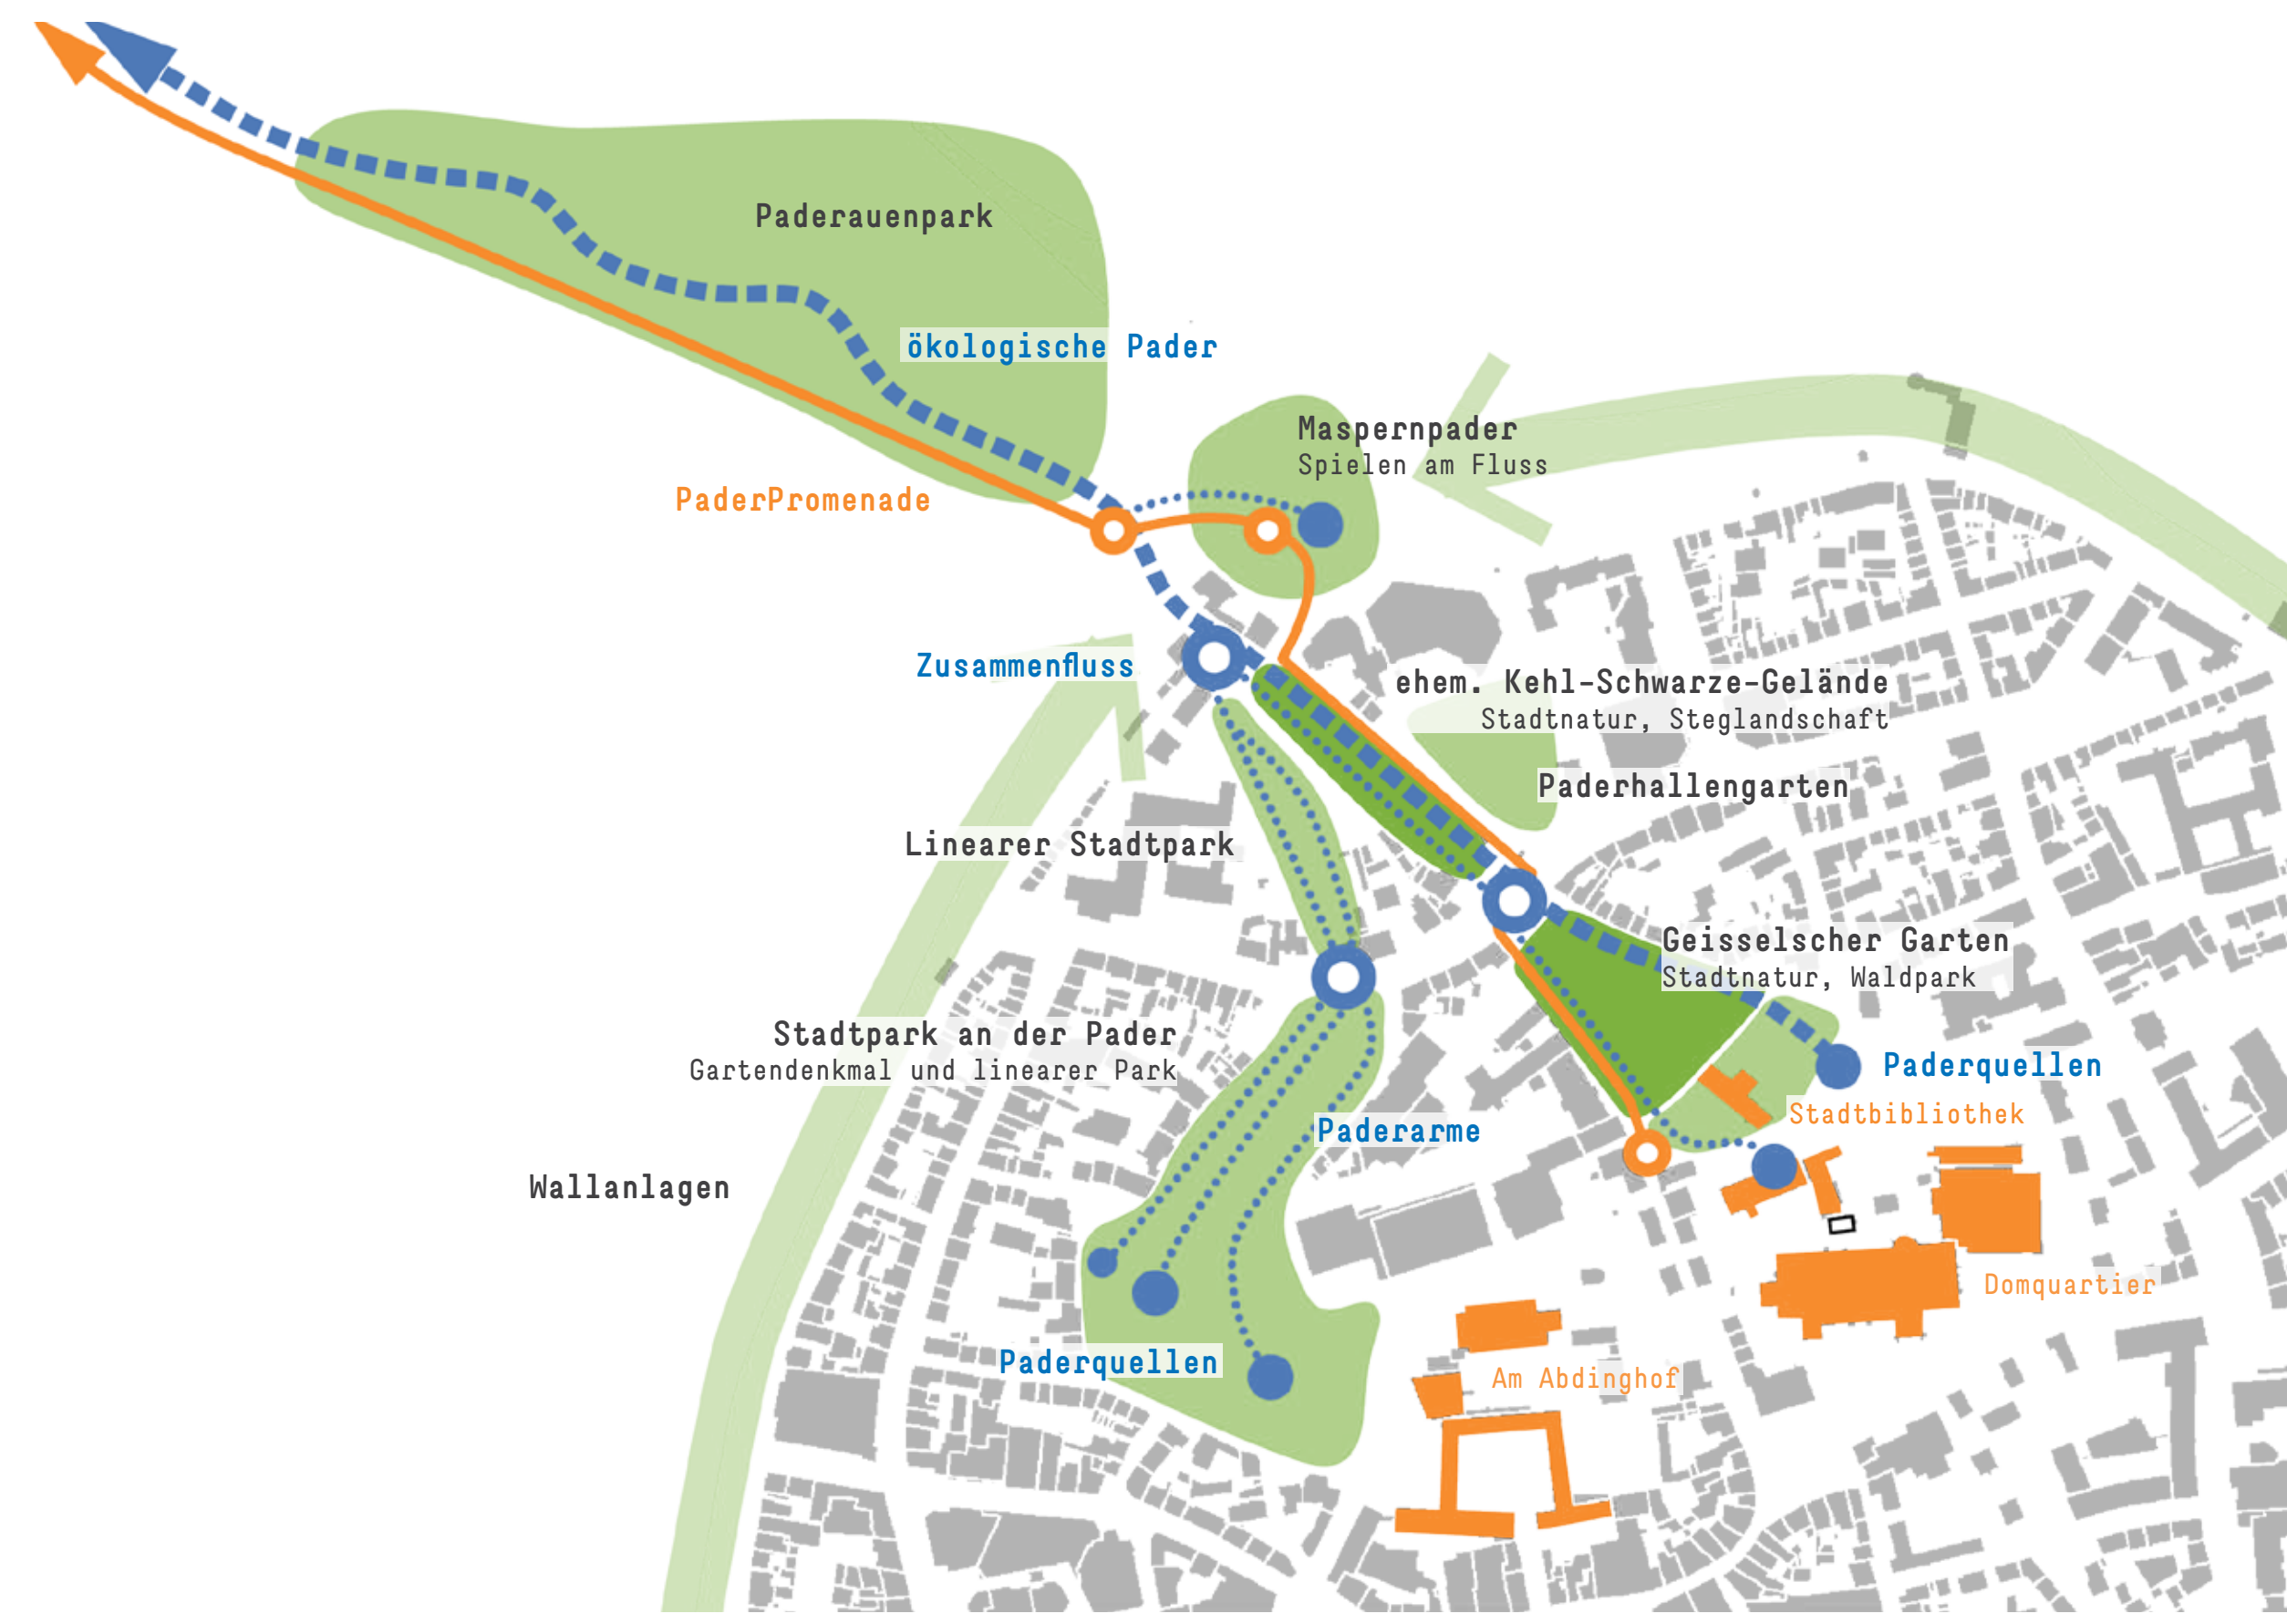 Paderauenpark
ökologische Pader
Maspernpader
Spielen am Fluss
PaderPromenade
Zusammenfluss
ehem. Kehl-Schwarze-Gelände
Stadtnatur, Steglandschaft
Paderhallengarten
Linearer Stadtpark
Geisselscher Garten
Stadtnatur, Waldpark
Stadtpark an der Pader
Gartendenkmal und linearer Park
Paderquellen
Stadtbibliothek
Paderarme
Wallanlagen
Domquartier
Paderquellen
Am Abdinghof